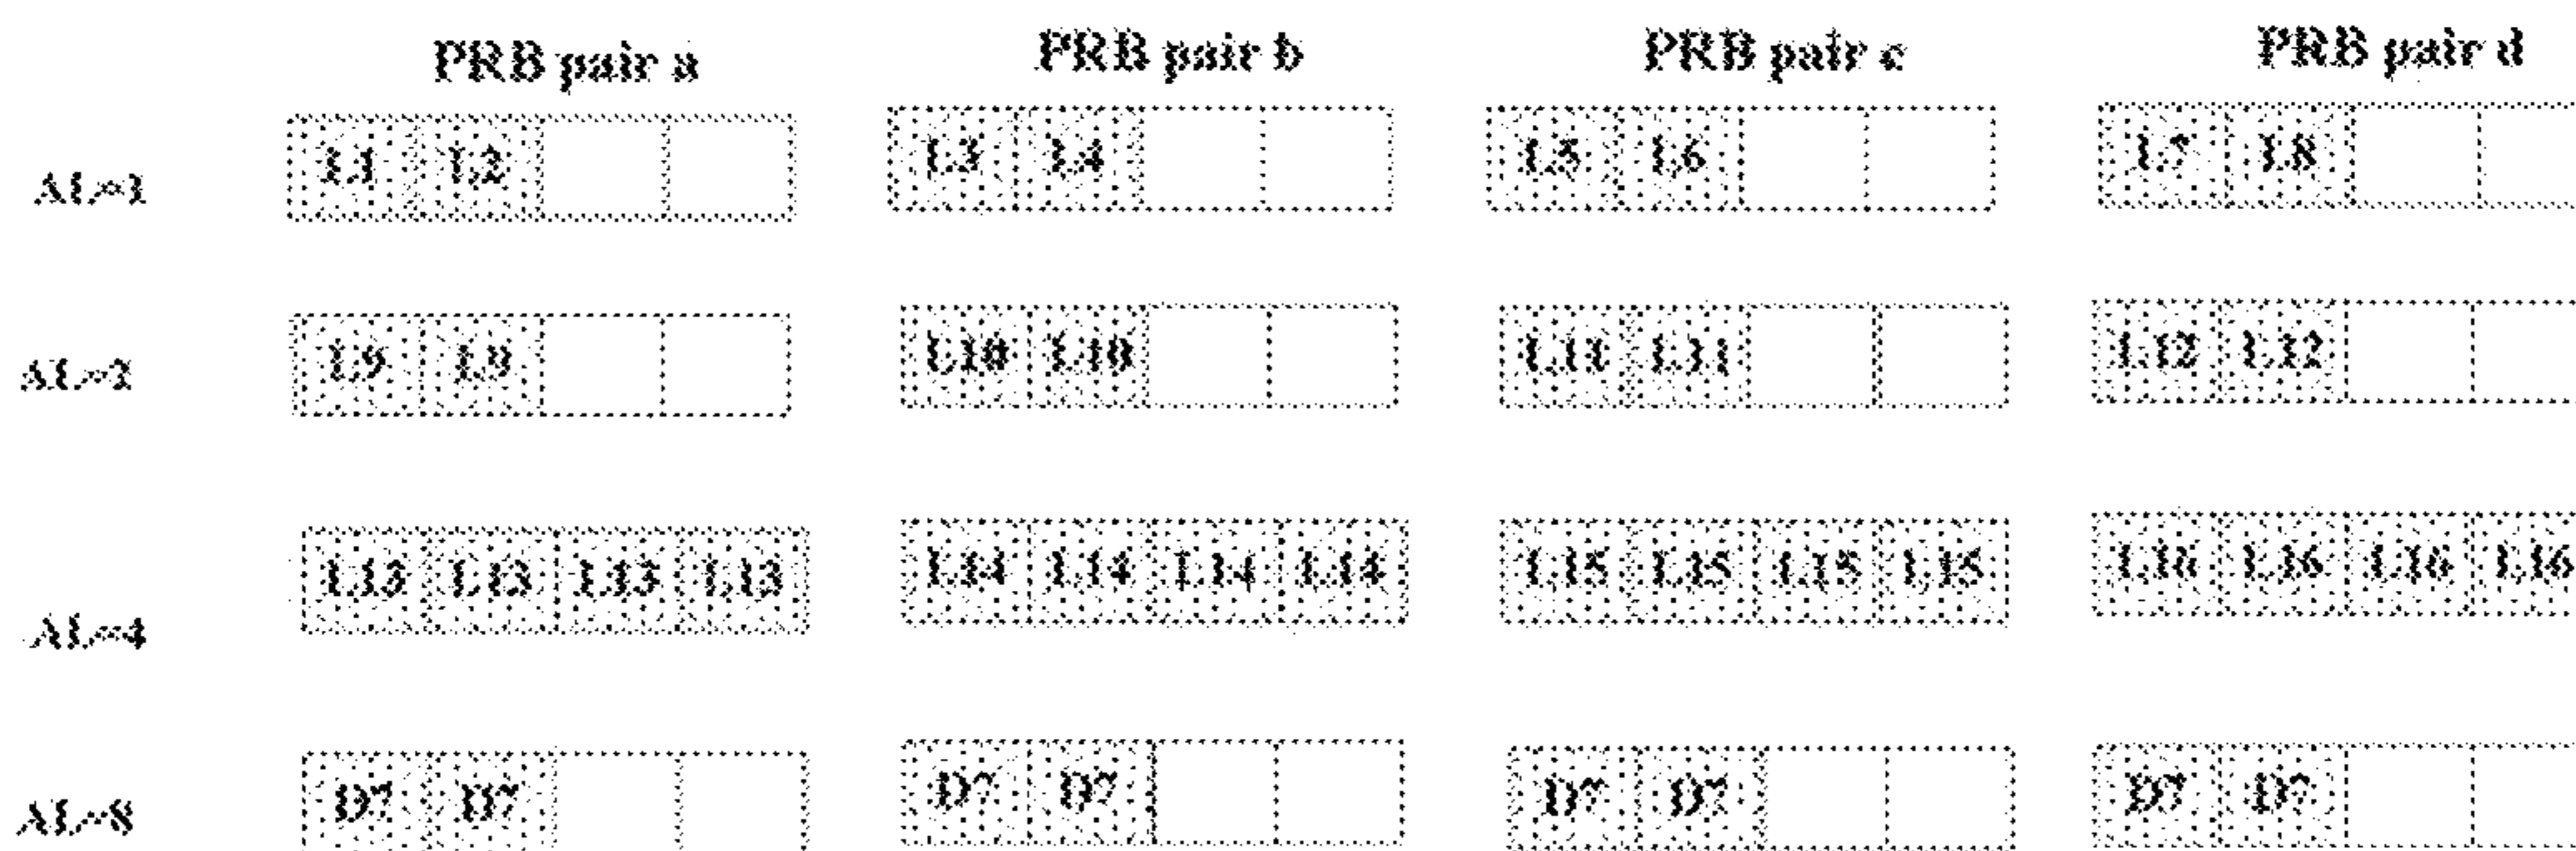 PRB pair a PRB pair b PRB pair c PRB pair d
AL=1 L1 L2 L3 L4 L5 L6 L7 L8
AL=2 L9 L9 L10 L10 L11 L11 L12 L12
AL=4 L13 L13 L13 L13 L14 L14 L14 L14 L15 L15 L15 L15 L16 L16 L16 L16
AL=8 D7 D7 D7 D7 D7 D7 D7 D7